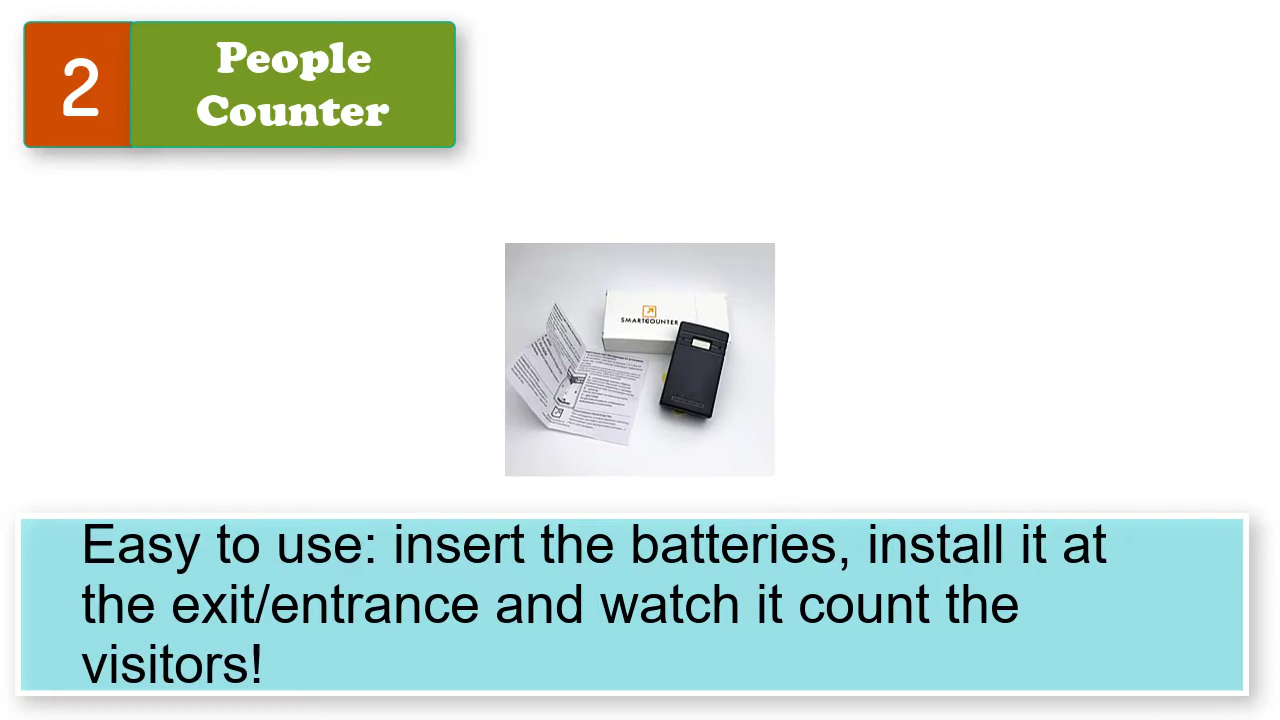 2
People
Counter
SMARTCOUNTER
Easy to use: insert the batteries, install it at
the exit/entrance and watch it count the
visitors!